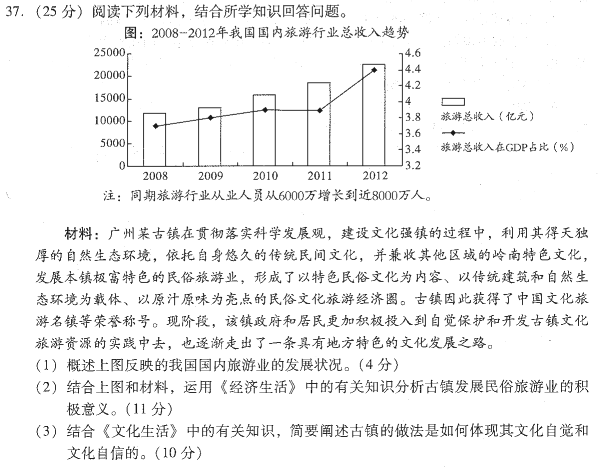 37. (25 分) 阅读下列材料，结合所学知识回答问题。
图：2008--2012年我国国内旅游行业总收入趋势
25000
20000
15000
10000
5000
0
4.6
4.4
4.2
4
3.8
3.6
3.4
3.2
2008 2009 2010 2011 2012
旅游总收入（亿元）
旅游总收入在GDP占比（%）
注：同期旅游行业从业人员从6000万增长到近8000万人。
材料：广州某古镇在贯彻落实科学发展观，建设文化强镇的过程中，利用其得天独
厚的自然生态环境，依托自身悠久的传统民间文化，并兼收其他区域的岭南特色文化，
发展本镇极富特色的民俗旅游业，形成了以特色民俗文化为内容、以传统建筑和自然生
态环境为载体、以原汁原味为亮点的民俗文化旅游经济圈。古镇因此获得了中国文化旅
游名镇等荣誉称号。现阶段，该镇政府和居民更加积极投入到自觉保护和开发古镇文化
旅游资源的实践中去，也逐渐走出了一条具有地方特色的文化发展之路。
(1) 概述上图反映的我国国内旅游业的发展状况。(4 分)
(2) 结合上图和材料，运用《经济生活》中的有关知识分析古镇发展民俗旅游业的积
极意义。(11 分)
(3) 结合《文化生活》中的有关知识，简要阐述古镇的做法是如何体现其文化自觉和
文化自信的。(10 分)